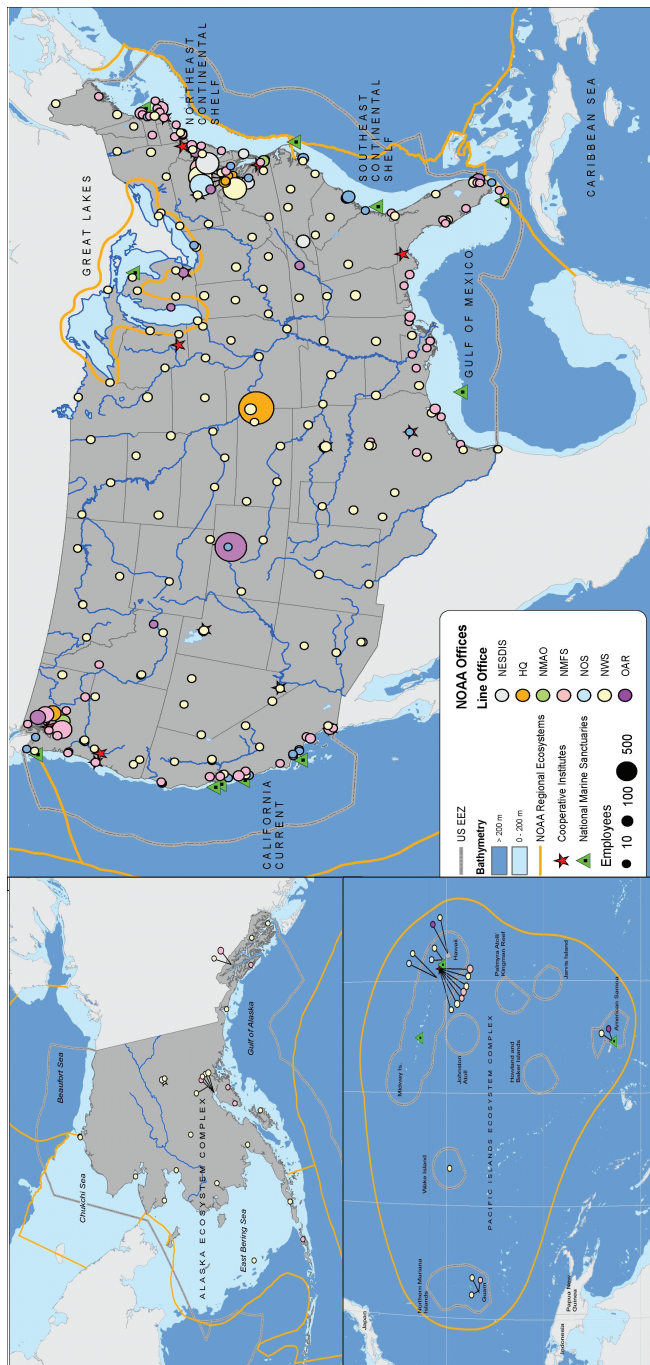 GREAT LAKES
NORTHEAST
CONTINENTAL
SHELF
SOUTHEAST
CONTINENTAL
SHELF
CARIBBEAN SEA
GULF OF MEXICO
CALIFORNIA
CURRENT
US EEZ
Bathymetry
> 200 m
0 - 200 m
NOAA Regional Ecosystems
Cooperative Institutes
National Marine Sanctuaries
Employees
10
100
500
NOAA Offices
Line Office
NESDIS
HQ
NMAO
NMFS
NOS
NWS
OAR
Beaufort Sea
Chukchi Sea
ALASKA ECOSYSTEM COMPLEX
East Bering Sea
Gulf of Alaska
Japan
Northern Mariana
Islands
Guam
Wake Island
Midway Is.
Johnston
Atoll
Hawaii
Palmyra Atoll/
Kingman Reef
Jarvis Island
Howland and
Baker Islands
American Samoa
PACIFIC ISLANDS ECOSYSTEM COMPLEX
Papua New
Guinea
Indonesia